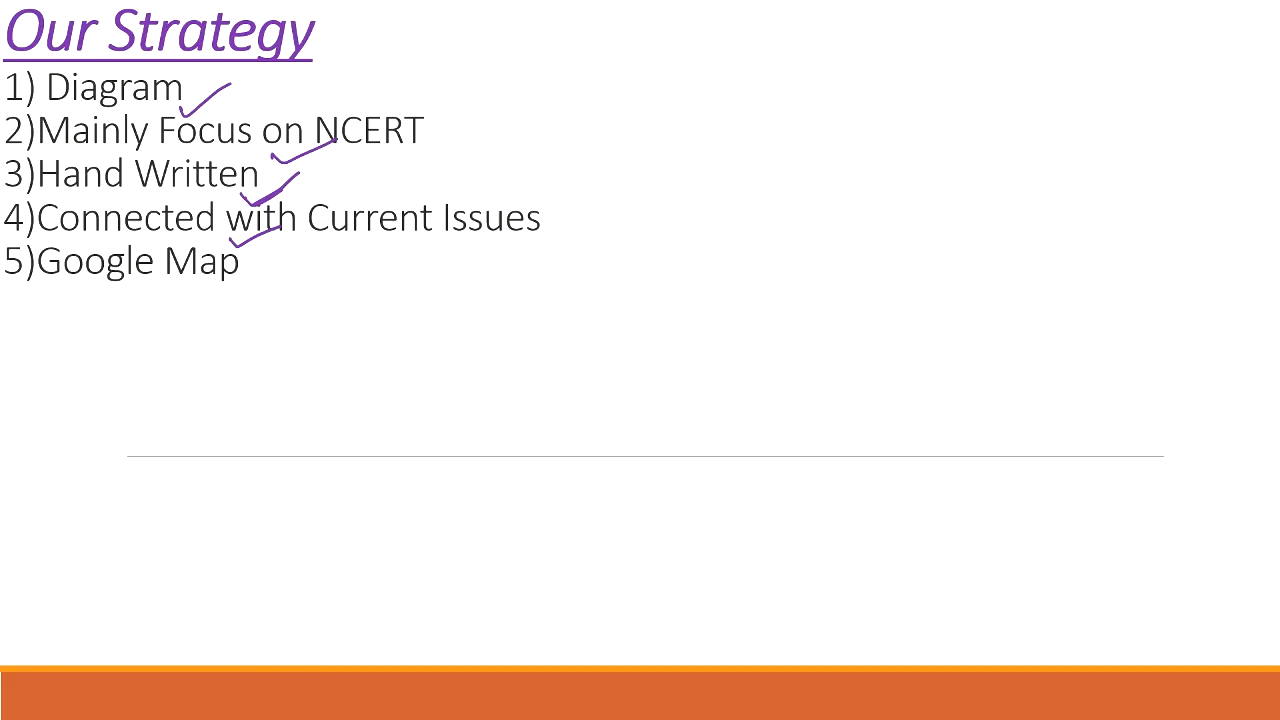 Our Strategy
1) Diagram
2)Mainly Focus on NCERT
3)Hand Written
4)Connected with Current Issues
5)Google Map